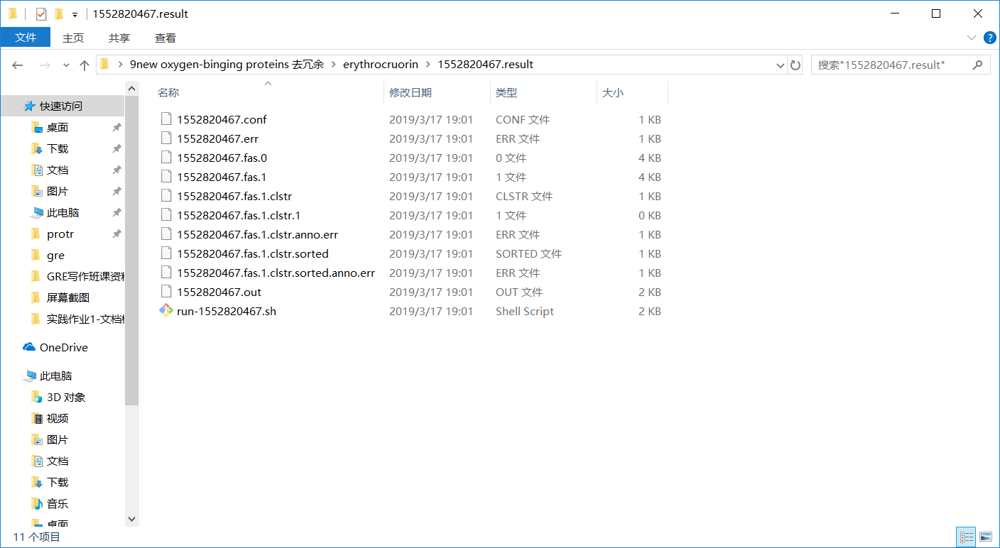 1552820467.result
文件 主页 共享 查看
9new oxygen-binging proteins 去冗余 erythrocruorin 1552820467.result
搜索"1552820467.result"
名称 修改日期 类型 大小
快速访问
桌面
下载
文档
图片
此电脑
protr
gre
GRE写作班课资料
屏幕截图
实践作业1-文档
OneDrive
此电脑
3D 对象
视频
图片
文档
下载
音乐
桌面
1552820467.conf 2019/3/17 19:01 CONF 文件 1 KB
1552820467.err 2019/3/17 19:01 ERR 文件 1 KB
1552820467.fas.0 2019/3/17 19:01 0 文件 4 KB
1552820467.fas.1 2019/3/17 19:01 1 文件 4 KB
1552820467.fas.1.clstr 2019/3/17 19:01 CLSTR 文件 1 KB
1552820467.fas.1.clstr.1 2019/3/17 19:01 1 文件 0 KB
1552820467.fas.1.clstr.anno.err 2019/3/17 19:01 ERR 文件 1 KB
1552820467.fas.1.clstr.sorted 2019/3/17 19:01 SORTED 文件 1 KB
1552820467.fas.1.clstr.sorted.anno.err 2019/3/17 19:01 ERR 文件 1 KB
1552820467.out 2019/3/17 19:01 OUT 文件 2 KB
run-1552820467.sh 2019/3/17 19:01 Shell Script 2 KB
11 个项目